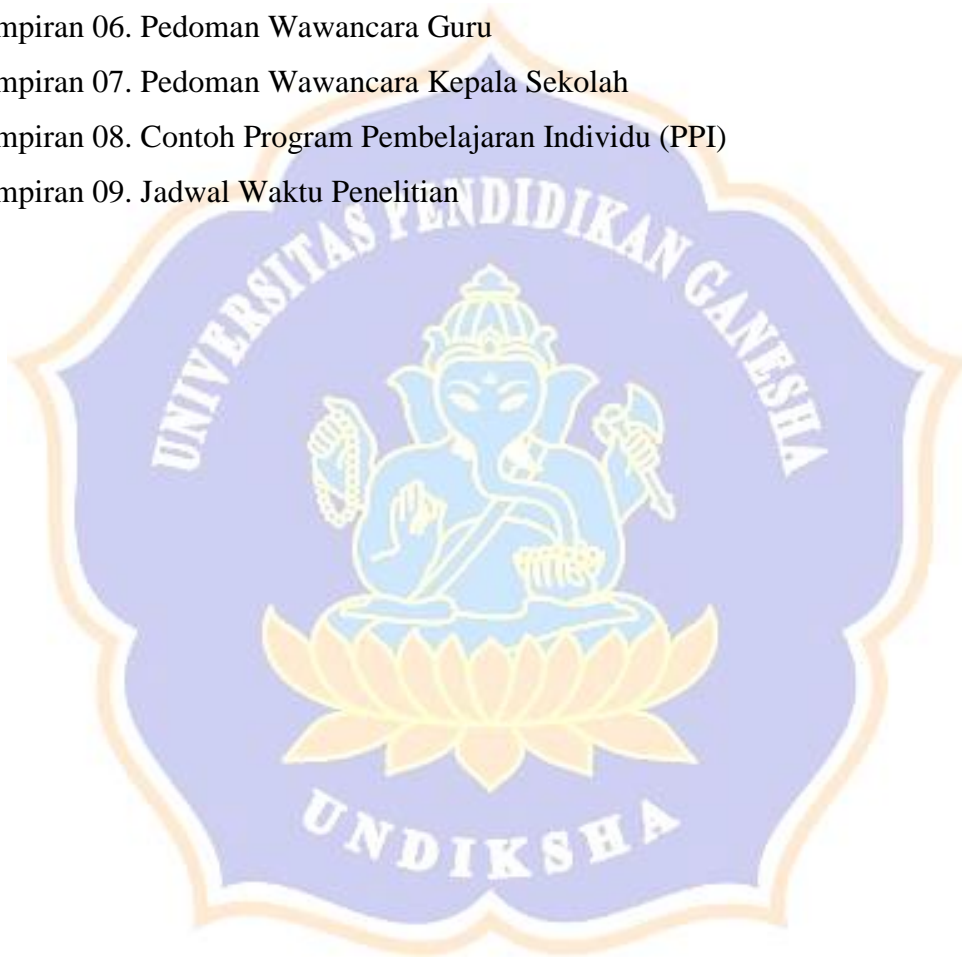 mpiran 06. Pedoman Wawancara Guru
mpiran 07. Pedoman Wawancara Kepala Sekolah
mpiran 08. Contoh Program Pembelajaran Individu (PPI)
mpiran 09. Jadwal Waktu Penelitian
UNIVERSITAS PENDIDIKAN GANESHA
UNDIKSHA